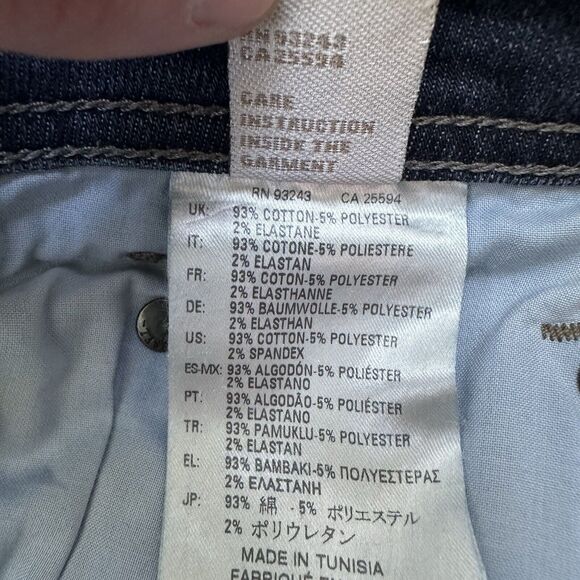 RN 93243
CA 25594
CARE
INSTRUCTION
INSIDE THE
GARMENT
RN 93243 CA 25594
UK: 93% COTTON-5% POLYESTER
2% ELASTANE
IT: 93% COTONE-5% POLIESTERE
2% ELASTAN
FR: 93% COTON-5% POLYESTER
2% ELASTHANNE
DE: 93% BAUMWOLLE-5% POLYESTER
2% ELASTHAN
US: 93% COTTON-5% POLYESTER
2% SPANDEX
ES-MX: 93% ALGODÓN-5% POLIÉSTER
2% ELASTANO
PT: 93% ALGODÃO-5% POLIÉSTER
2% ELASTANO
TR: 93% PAMUKLU-5% POLYESTER
2% ELASTAN
EL: 93% ΒΑΜΒΑΚΙ-5% ΠΟΛΥΕΣΤΕΡΑΣ
2% ΕΛΑΣΤΑΝΗ
JP: 93% 綿 -5% ポリエステル
2% ポリウレタン
MADE IN TUNISIA